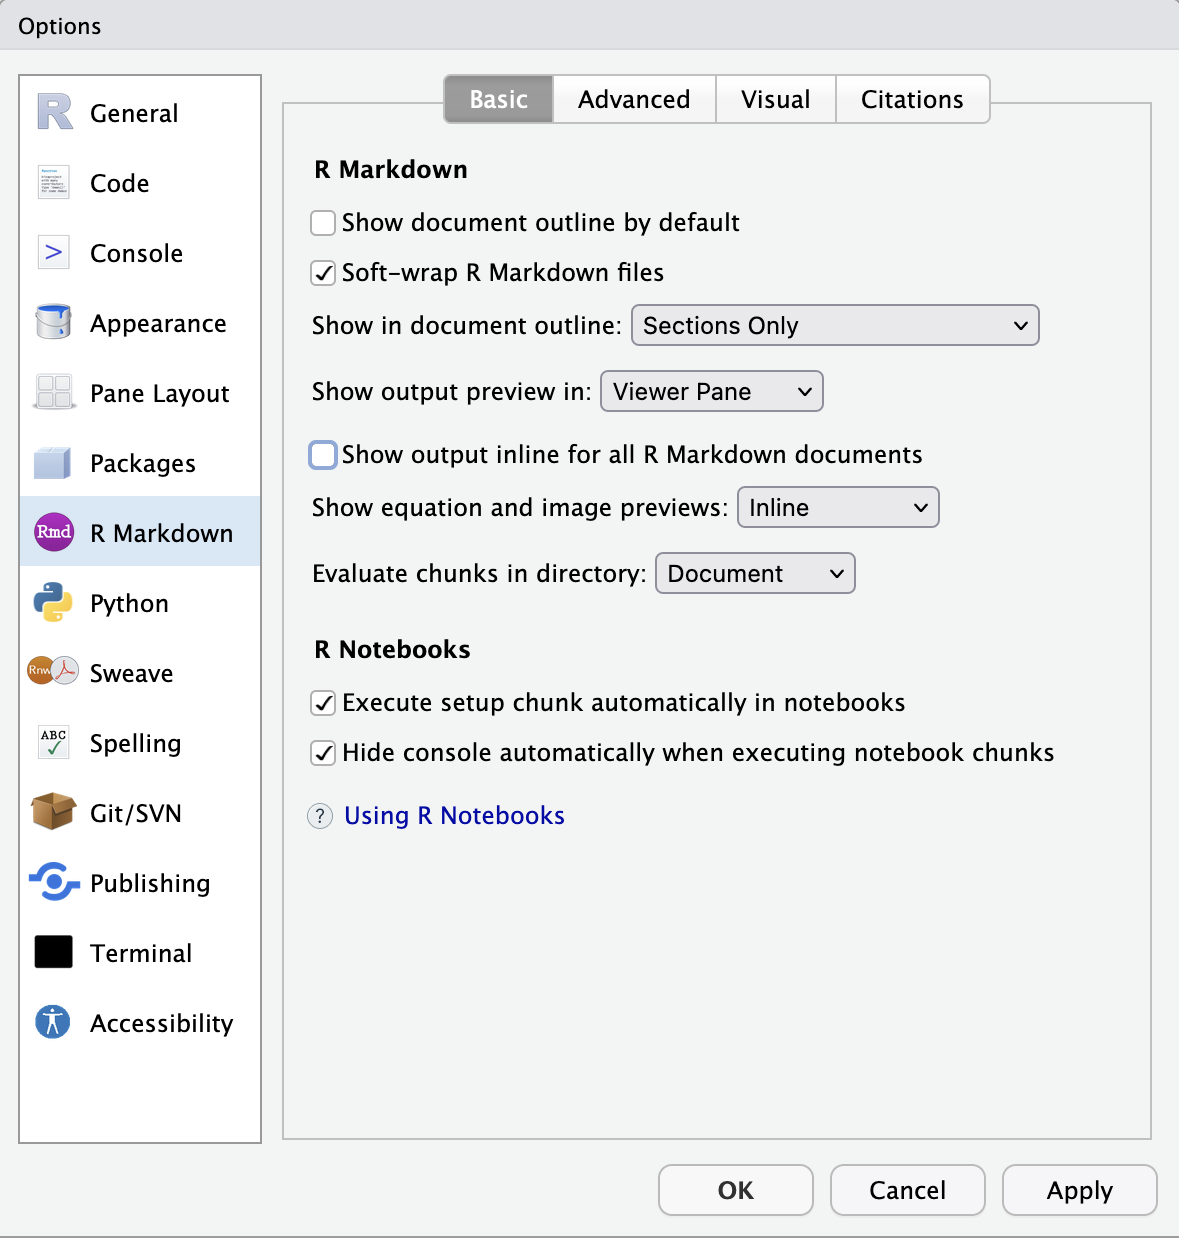 Options
General
Code
Console
Appearance
Pane Layout
Packages
Rmd
R Markdown
Python
Rnw
Sweave
ABC
Spelling
Git/SVN
Publishing
Terminal
Accessibility
Basic
Advanced
Visual
Citations
R Markdown
Show document outline by default
Soft-wrap R Markdown files
Show in document outline: Sections Only
Show output preview in: Viewer Pane
Show output inline for all R Markdown documents
Show equation and image previews: Inline
Evaluate chunks in directory: Document
R Notebooks
Execute setup chunk automatically in notebooks
Hide console automatically when executing notebook chunks
? Using R Notebooks
OK
Cancel
Apply